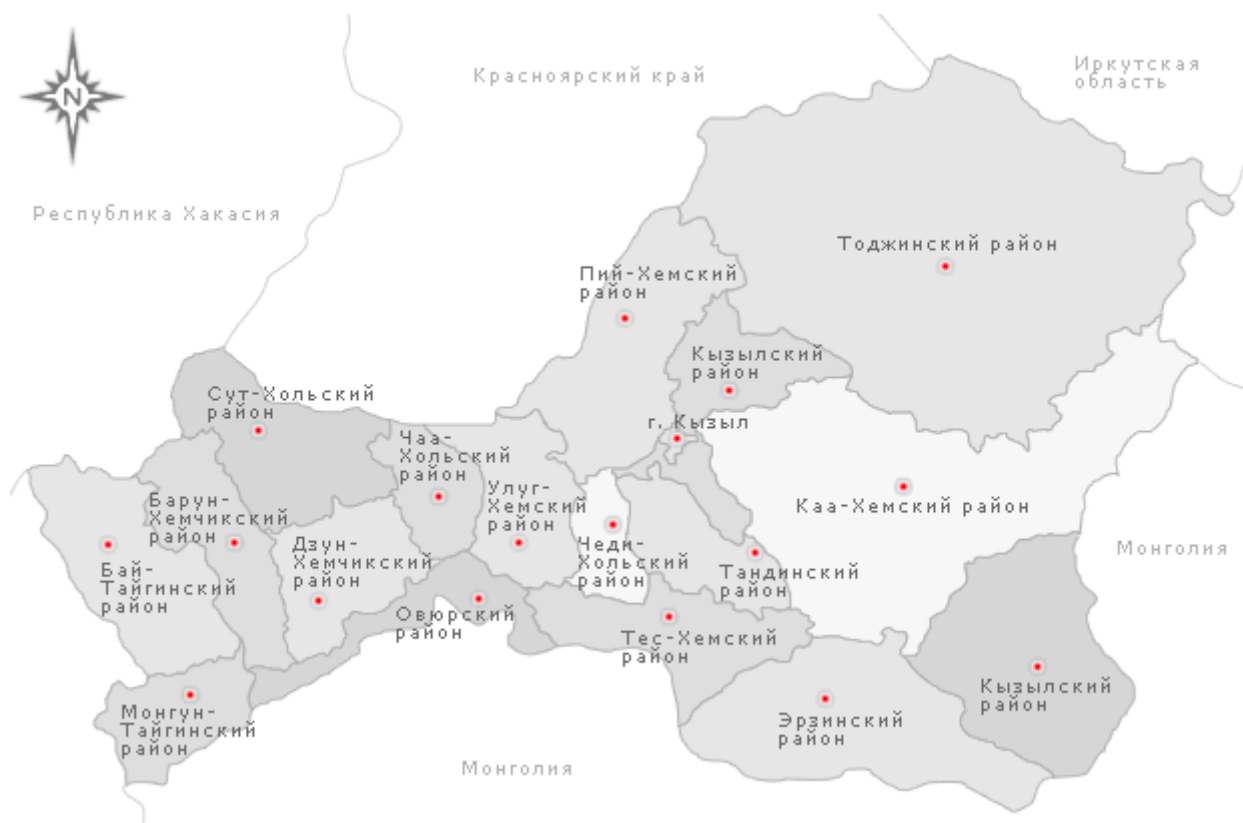 N
Красноярский край
Иркутская
область
Республика Хакасия
Тоджинский район
Пий-Хемский
район
Кызылский
район
Сут-Хольский
район
г. Кызыл
Чаа-
Хольский
район
Улуг-
Хемский
район
Барун-
Хемчикский
район
Каа-Хемский район
Дзун-
Хемчикский
район
Чеди-
Хольский
район
Монголия
Бай-
Тайгинский
район
Тандинский
район
Овюрский
район
Тес-Хемский
район
Кызылский
район
Монгун-
Тайгинский
район
Эрзинский
район
Монголия